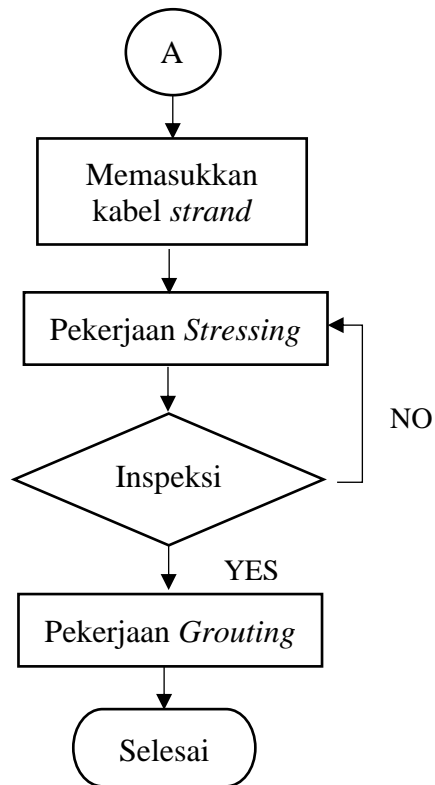 A
Memasukkan
kabel strand
Pekerjaan Stressing
NO
Inspeksi
YES
Pekerjaan Grouting
Selesai